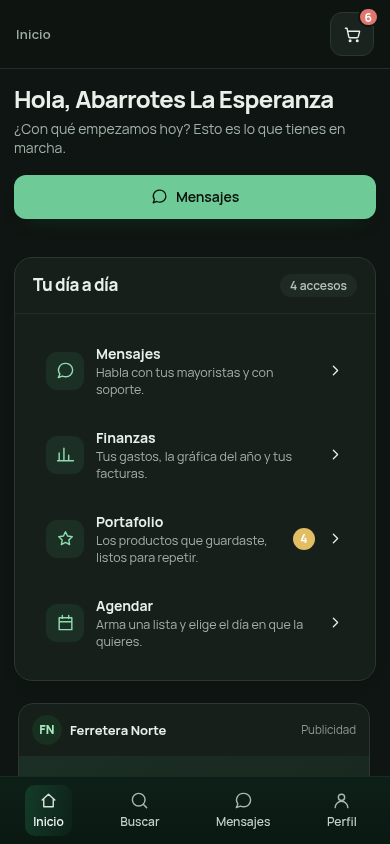 Inicio
6
Hola, Abarrotes La Esperanza
¿Con qué empezamos hoy? Esto es lo que tienes en
marcha.
Mensajes
Tu día a día
4 accesos
Mensajes
Habla con tus mayoristas y con
soporte.
Finanzas
Tus gastos, la gráfica del año y tus
facturas.
Portafolio
Los productos que guardaste,
listos para repetir.
4
Agendar
Arma una lista y elige el día en que la
quieres.
FN
Ferretera Norte
Publicidad
Inicio
Buscar
Mensajes
Perfil